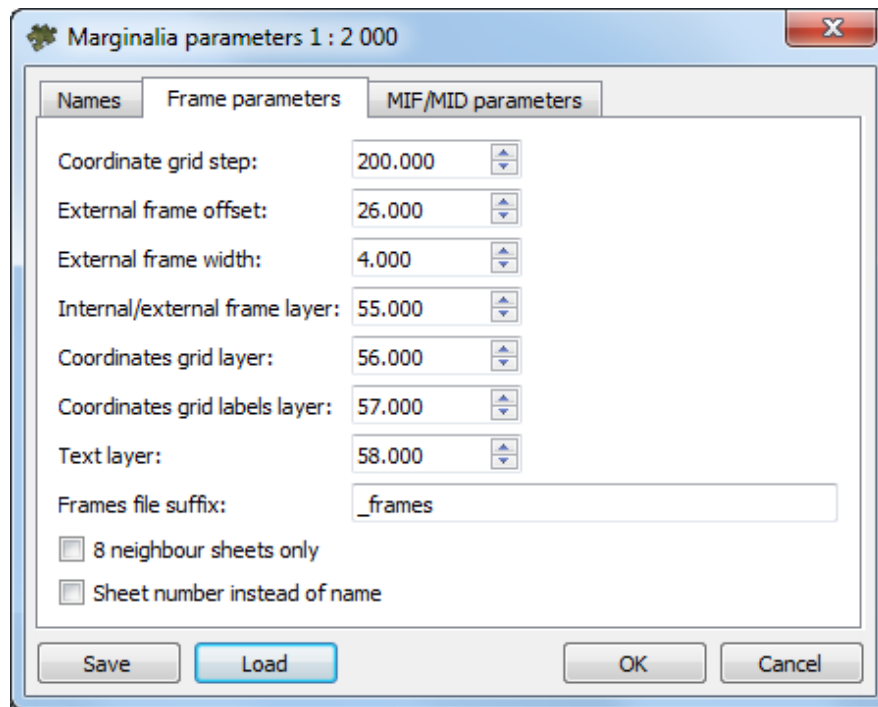 Marginalia parameters 1 : 2 000
Names Frame parameters MIF/MID parameters
Coordinate grid step: 200.000
External frame offset: 26.000
External frame width: 4.000
Internal/external frame layer: 55.000
Coordinates grid layer: 56.000
Coordinates grid labels layer: 57.000
Text layer: 58.000
Frames file suffix: _frames
8 neighbour sheets only
Sheet number instead of name
Save Load OK Cancel